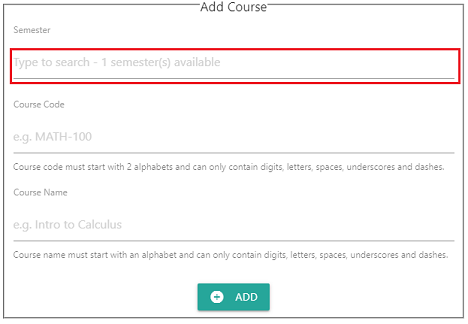 Add Course
Semester
Type to search - 1 semester(s) available
Course Code
e.g. MATH-100
Course code must start with 2 alphabets and can only contain digits, letters, spaces, underscores and dashes.
Course Name
e.g. Intro to Calculus
Course name must start with an alphabet and can only contain digits, letters, spaces, underscores and dashes.
ADD